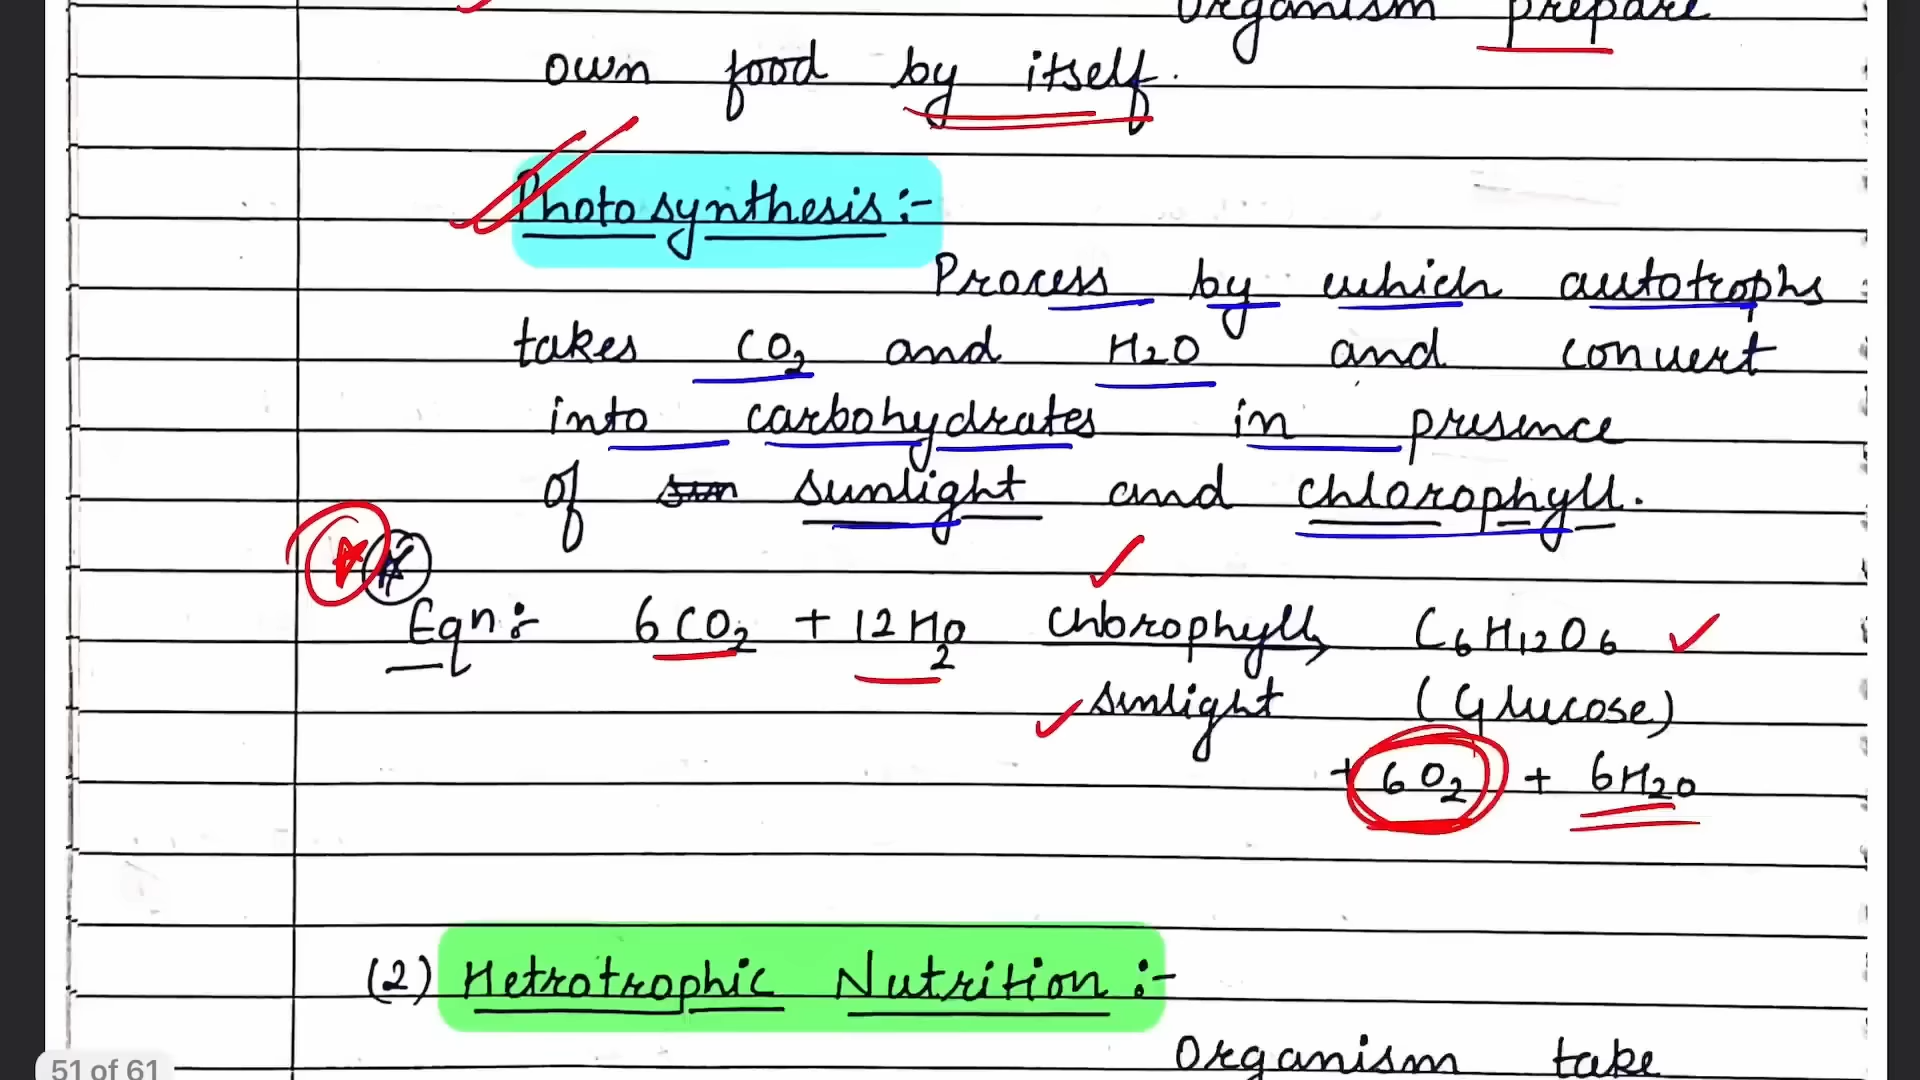 Organism prepare
own food by itself.
Photosynthesis :-
Process by which autotrophs
takes CO2 and H2O and convert
into carbohydrates in presence
of sunlight and chlorophyll.
Eqn:- 6CO2 + 12H2O chlorophyll → C6H12O6
sunlight (Glucose)
+ 6O2 + 6H2O
(2) Hetrotrophic Nutrition :-
Organism take
51 of 61